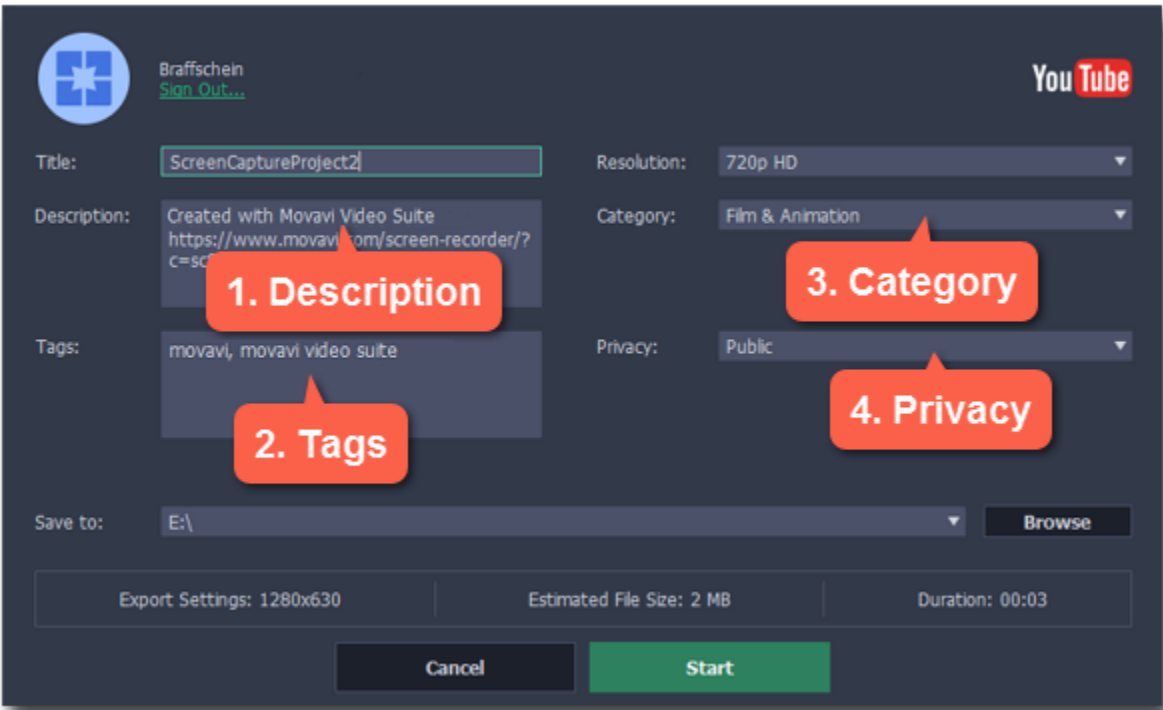 Braffschein
Sign Out...
YouTube
Title: ScreenCaptureProject2
Resolution: 720p HD
Description: Created with Movavi Video Suite
https://www.movavi.com/screen-recorder/?
1. Description
Category: Film & Animation
3. Category
Tags: movavi, movavi video suite
2. Tags
Privacy: Public
4. Privacy
Save to: E:\
Browse
Export Settings: 1280x630
Estimated File Size: 2 MB
Duration: 00:03
Cancel
Start